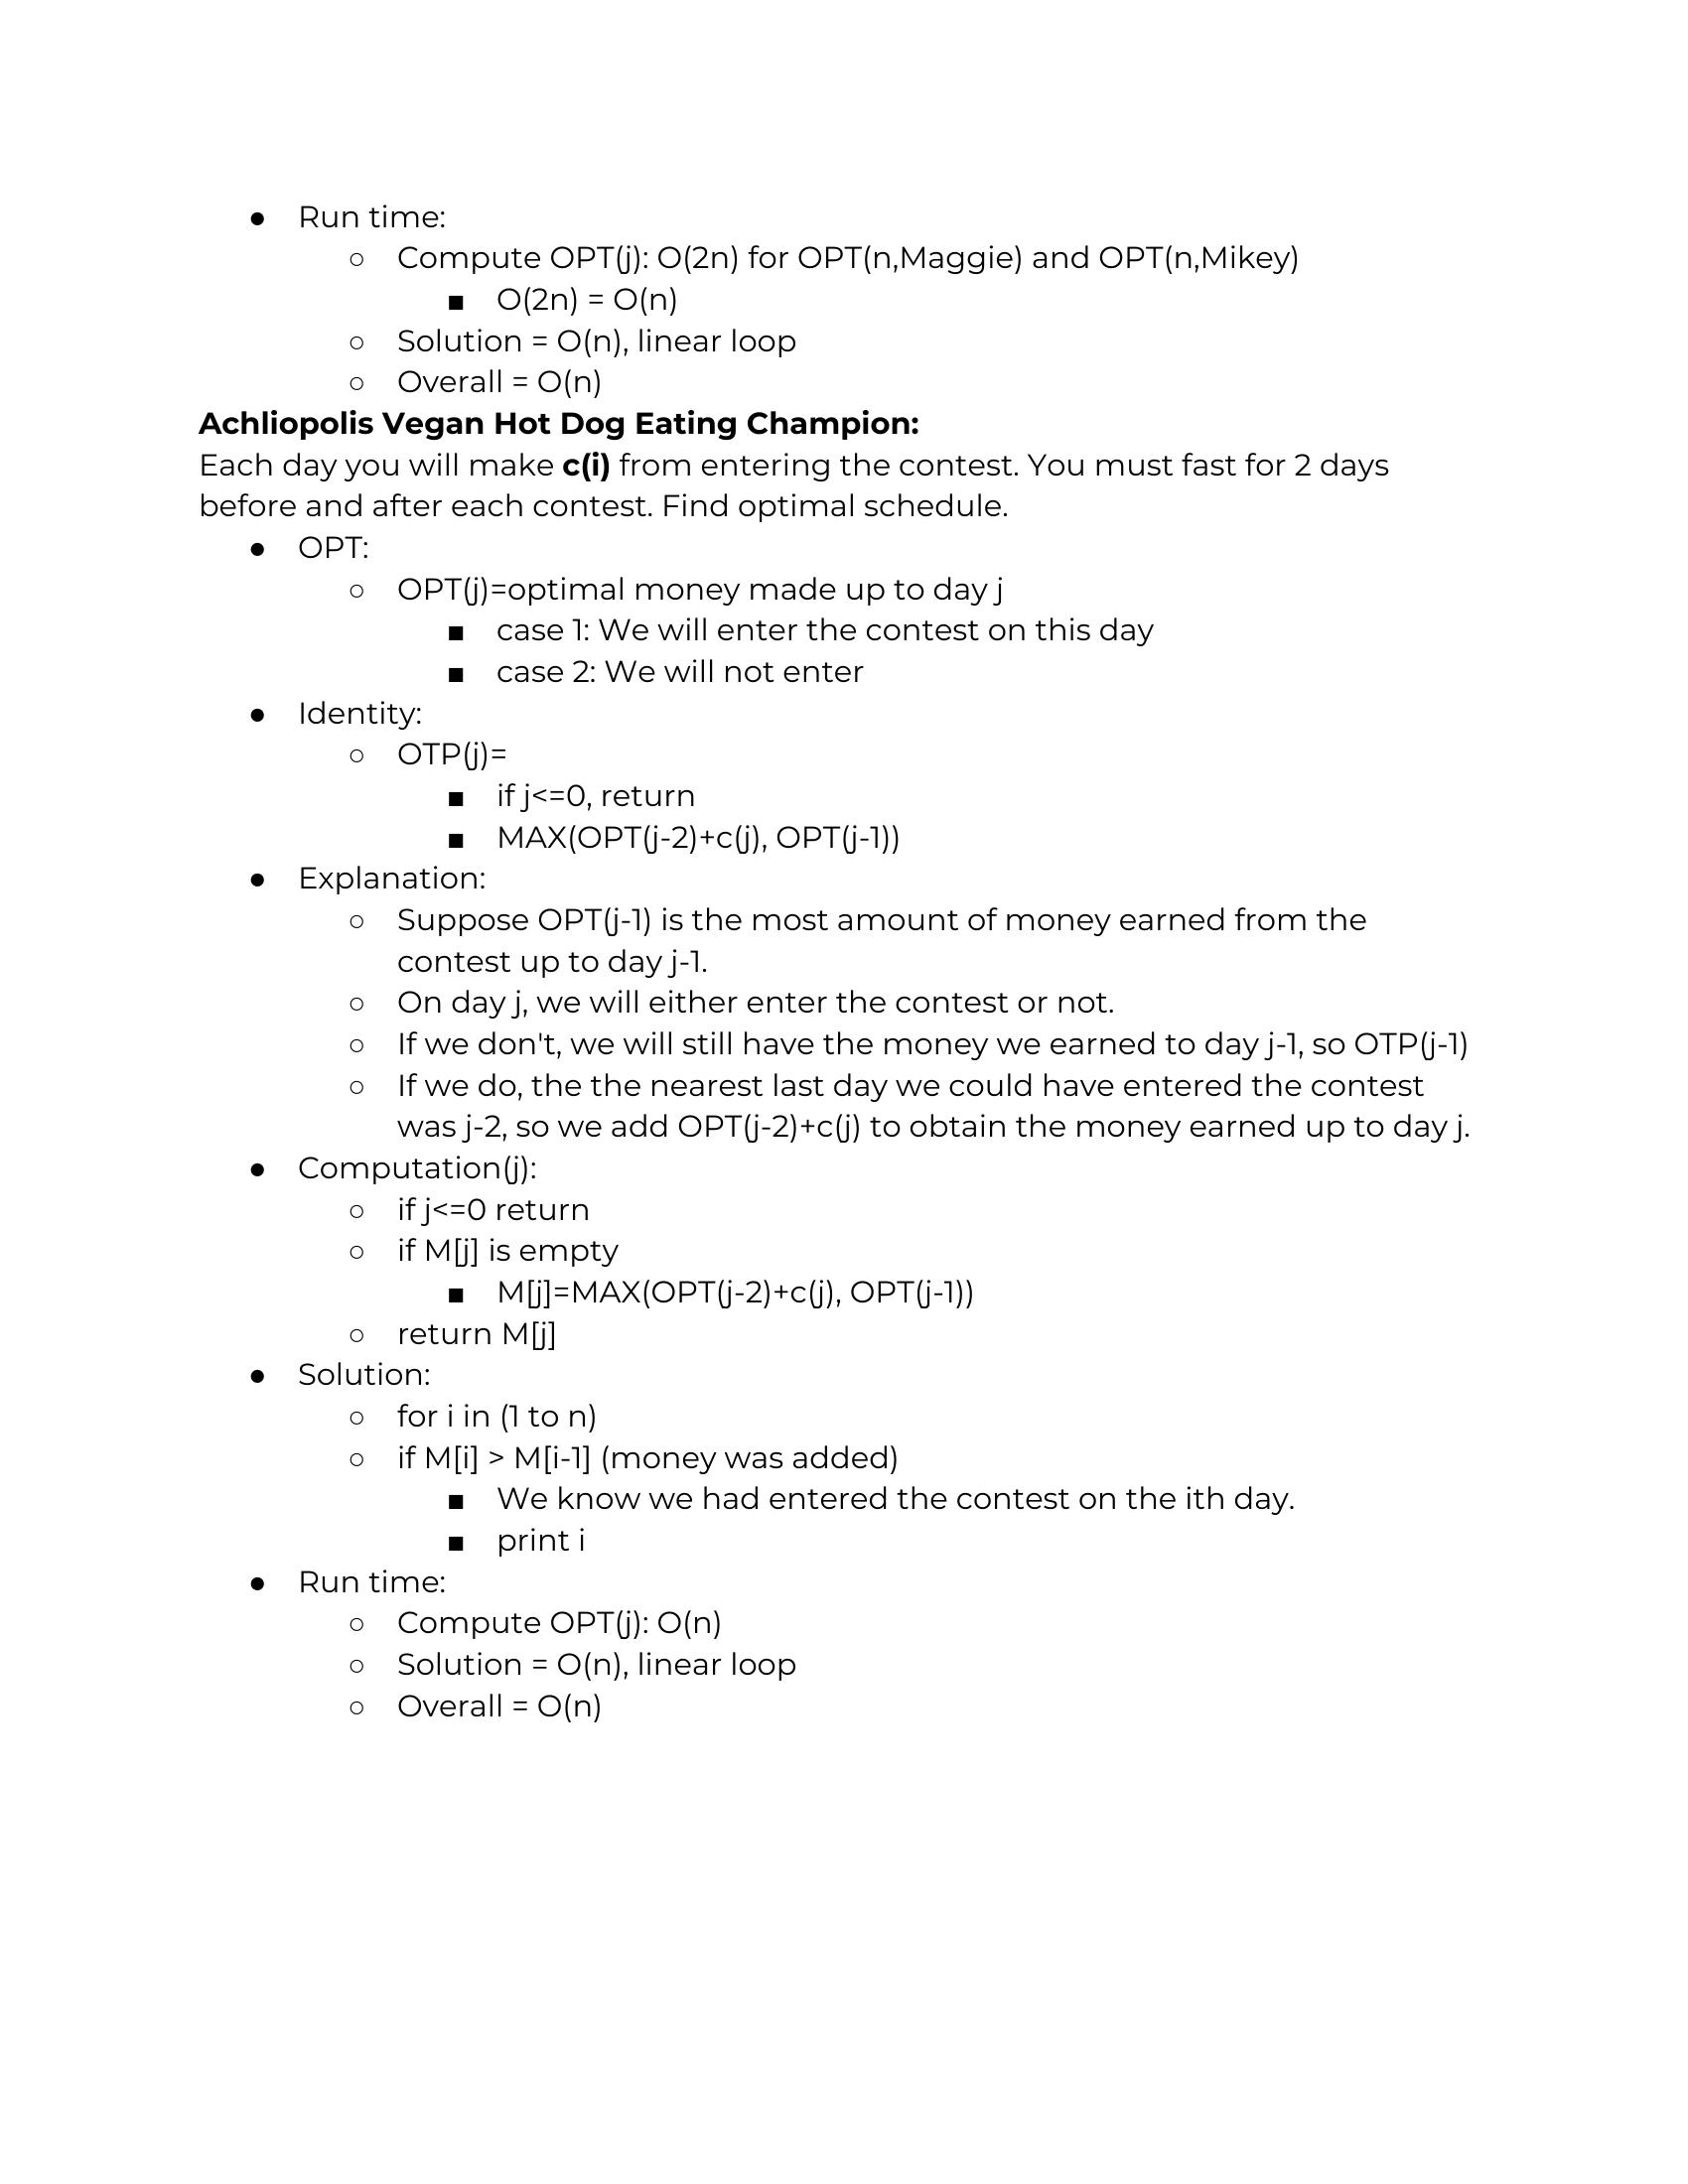 ● Run time:
○ Compute OPT(j): O(2n) for OPT(n,Maggie) and OPT(n,Mikey)
■ O(2n) = O(n)
○ Solution = O(n), linear loop
○ Overall = O(n)
Achliopolis Vegan Hot Dog Eating Champion:
Each day you will make c(i) from entering the contest. You must fast for 2 days
before and after each contest. Find optimal schedule.
● OPT:
○ OPT(j)=optimal money made up to day j
■ case 1: We will enter the contest on this day
■ case 2: We will not enter
● Identity:
○ OTP(j)=
■ if j<=0, return
■ MAX(OPT(j-2)+c(j), OPT(j-1))
● Explanation:
○ Suppose OPT(j-1) is the most amount of money earned from the
contest up to day j-1.
○ On day j, we will either enter the contest or not.
○ If we don't, we will still have the money we earned to day j-1, so OTP(j-1)
○ If we do, the the nearest last day we could have entered the contest
was j-2, so we add OPT(j-2)+c(j) to obtain the money earned up to day j.
● Computation(j):
○ if j<=0 return
○ if M[j] is empty
■ M[j]=MAX(OPT(j-2)+c(j), OPT(j-1))
○ return M[j]
● Solution:
○ for i in (1 to n)
○ if M[i] > M[i-1] (money was added)
■ We know we had entered the contest on the ith day.
■ print i
● Run time:
○ Compute OPT(j): O(n)
○ Solution = O(n), linear loop
○ Overall = O(n)